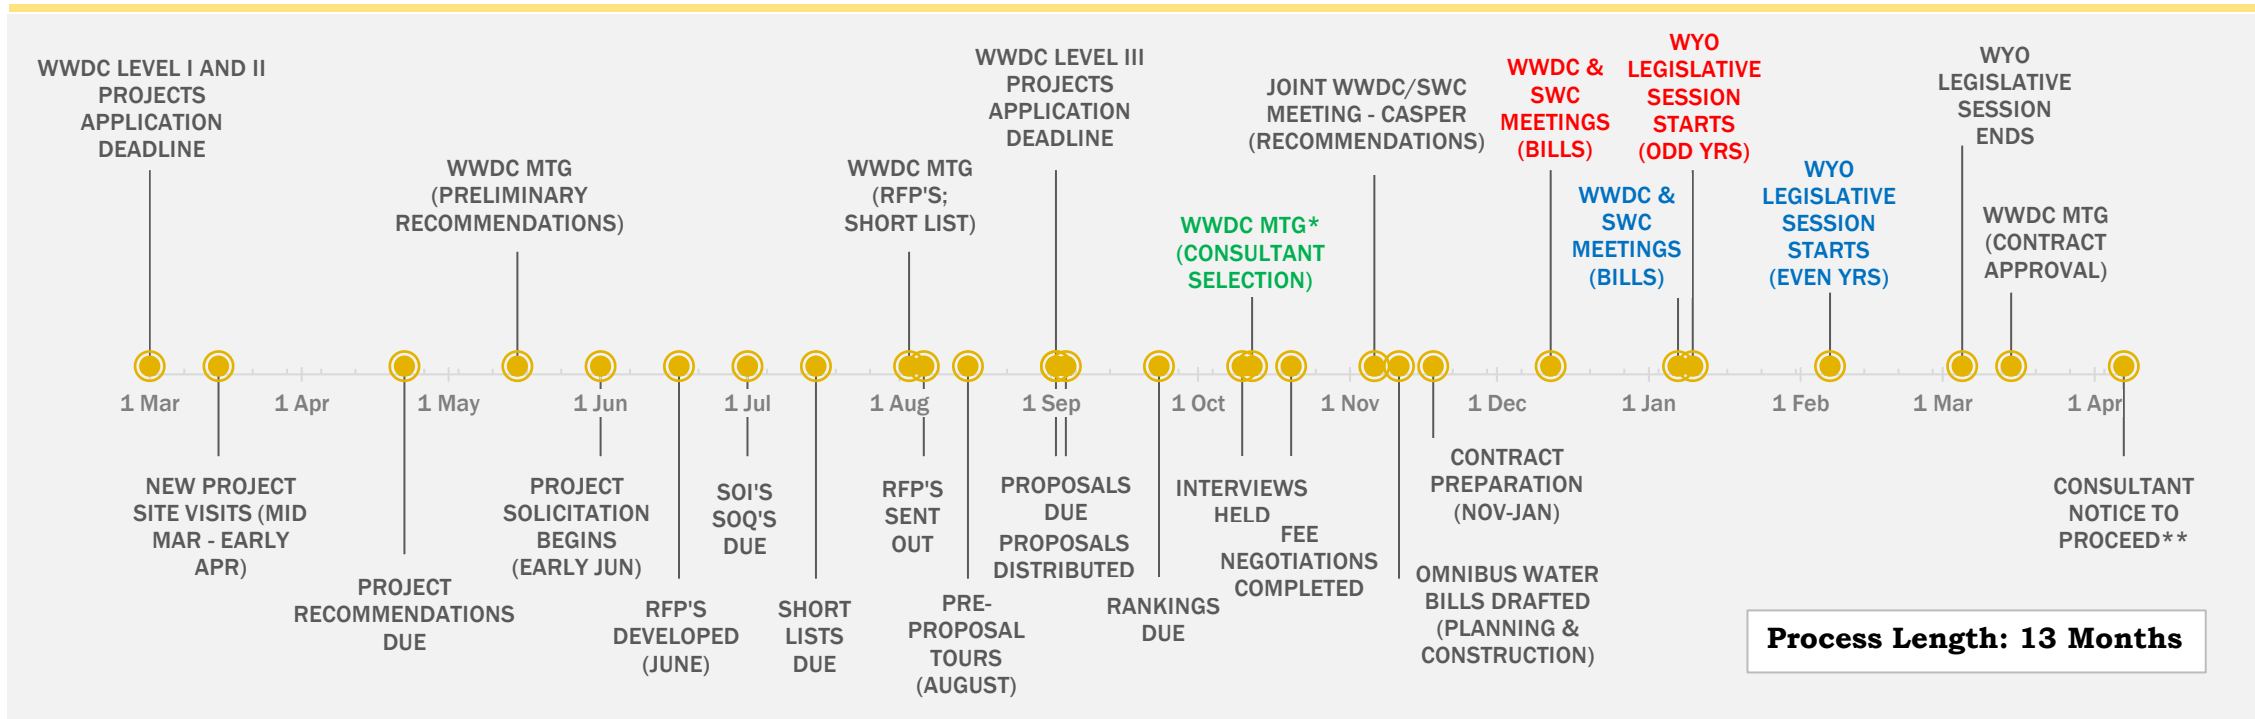 WWDC LEVEL I AND II
PROJECTS
APPLICATION
DEADLINE
WWDC MTG
(PRELIMINARY
RECOMMENDATIONS)
WWDC MTG
(RFP'S;
SHORT LIST)
WWDC LEVEL III
PROJECTS
APPLICATION
DEADLINE
WWDC MTG*
(CONSULTANT
SELECTION)
JOINT WWDC/SWC
MEETING - CASPER
(RECOMMENDATIONS)
WWDC &
SWC
MEETINGS
(BILLS)
WWDC &
SWC
MEETINGS
(BILLS)
WYO
LEGISLATIVE
SESSION
STARTS
(ODD YRS)
WYO
LEGISLATIVE
SESSION
STARTS
(EVEN YRS)
WYO
LEGISLATIVE
SESSION
ENDS
WWDC MTG
(CONTRACT
APPROVAL)
1 Mar
1 Apr
1 May
1 Jun
1 Jul
1 Aug
1 Sep
1 Oct
1 Nov
1 Dec
1 Jan
1 Feb
1 Mar
1 Apr
NEW PROJECT
SITE VISITS (MID
MAR - EARLY
APR)
PROJECT
RECOMMENDATIONS
DUE
PROJECT
SOLICITATION
BEGINS
(EARLY JUN)
RFP'S
DEVELOPED
(JUNE)
SOI'S
SOQ'S
DUE
SHORT
LISTS
DUE
RFP'S
SENT
OUT
PRE-
PROPOSAL
TOURS
(AUGUST)
PROPOSALS
DUE
PROPOSALS
DISTRIBUTED
RANKINGS
DUE
INTERVIEWS
HELD
FEE
NEGOTIATIONS
COMPLETED
OMNIBUS WATER
BILLS DRAFTED
(PLANNING &
CONSTRUCTION)
CONTRACT
PREPARATION
(NOV-JAN)
CONSULTANT
NOTICE TO
PROCEED**
Process Length: 13 Months